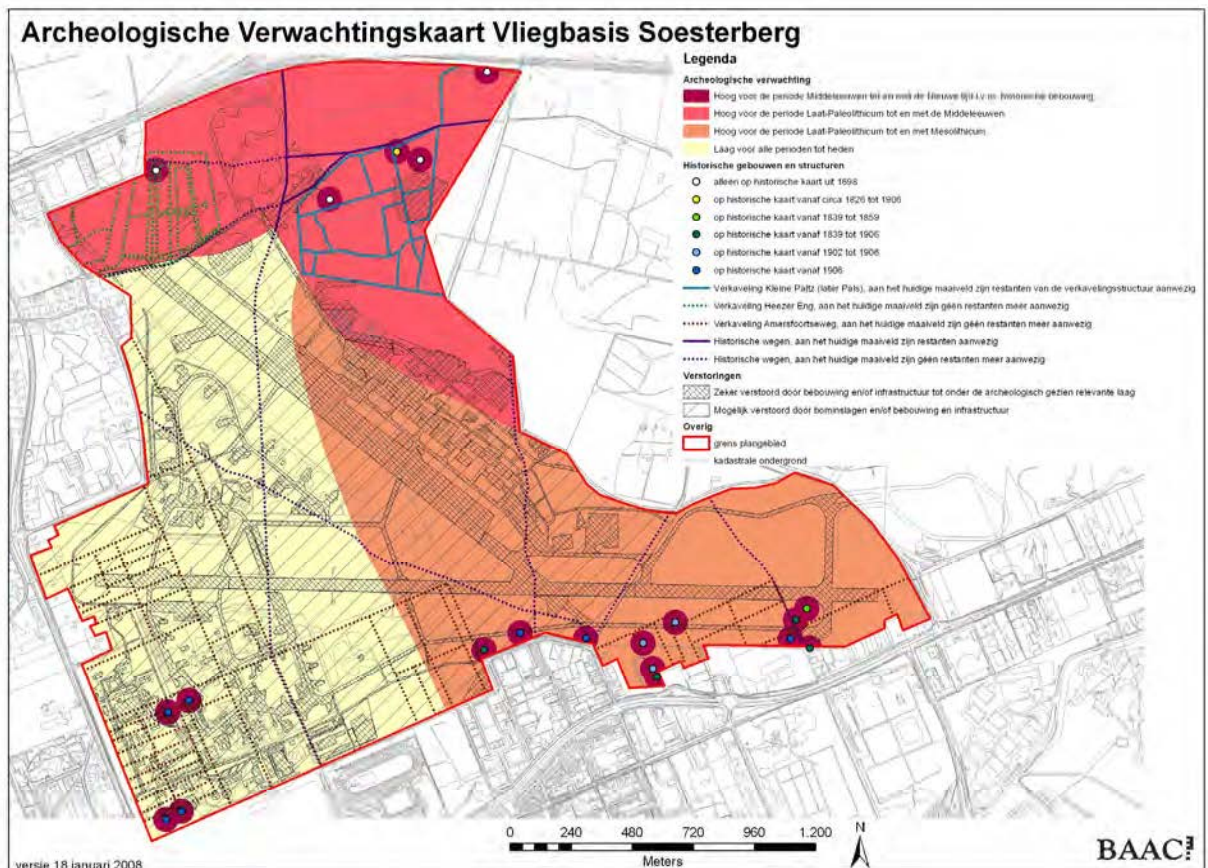 Archeologische Verwachtingskaart Vliegbasis Soesterberg
Legenda
Archeologische verwachting
Hoog voor de periode Middeleeuwen tot en met de Nieuwe tijd i.v.m. historische bebouwing
Hoog voor de periode Laat-Paleolithicum tot en met de Middeleeuwen
Hoog voor de periode Laat-Paleolithicum tot en met Mesolithicum
Laag voor alle perioden tot heden
Historische gebouwen en structuren
alleen op historische kaart uit 1698
op historische kaart vanaf circa 1826 tot 1906
op historische kaart vanaf 1839 tot 1859
op historische kaart vanaf 1839 tot 1906
op historische kaart vanaf 1902 tot 1906
op historische kaart vanaf 1906
Verkaveling Kleine Paltz (later Pals), aan het huidige maaiveld zijn restanten van de verkavelingsstructuur aanwezig
Verkaveling Heezer Eng, aan het huidige maaiveld zijn géén restanten meer aanwezig
Verkaveling Amersfoortseweg, aan het huidige maaiveld zijn géén restanten meer aanwezig
Historische wegen, aan het huidige maaiveld zijn restanten aanwezig
Historische wegen, aan het huidige maaiveld zijn géén restanten meer aanwezig
Verstoringen
Zeker verstoord door bebouwing en/of infrastructuur tot onder de archeologisch gezien relevante laag
Mogelijk verstoord door bominslagen en/of bebouwing en infrastructuur
Overig
grens plangebied
kadastrale ondergrond
0 240 480 720 960 1.200
Meters
N
BAAC
versie 18 januari 2008